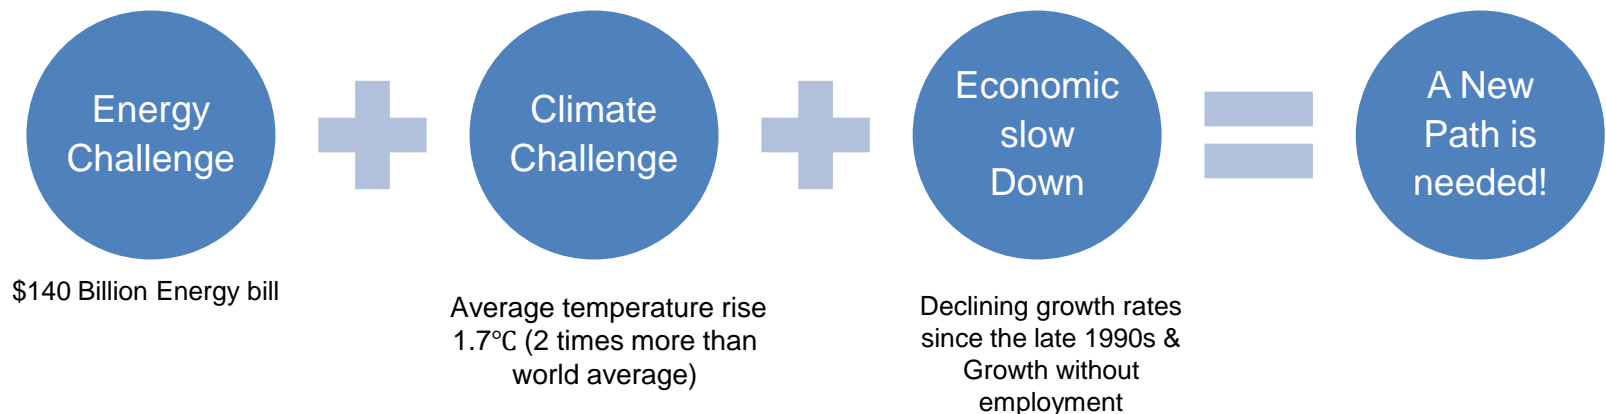 Energy
Challenge
Climate
Challenge
Economic
slow
Down
A New
Path is
needed!
$140 Billion Energy bill
Average temperature rise
1.7℃ (2 times more than
world average)
Declining growth rates
since the late 1990s &
Growth without
employment